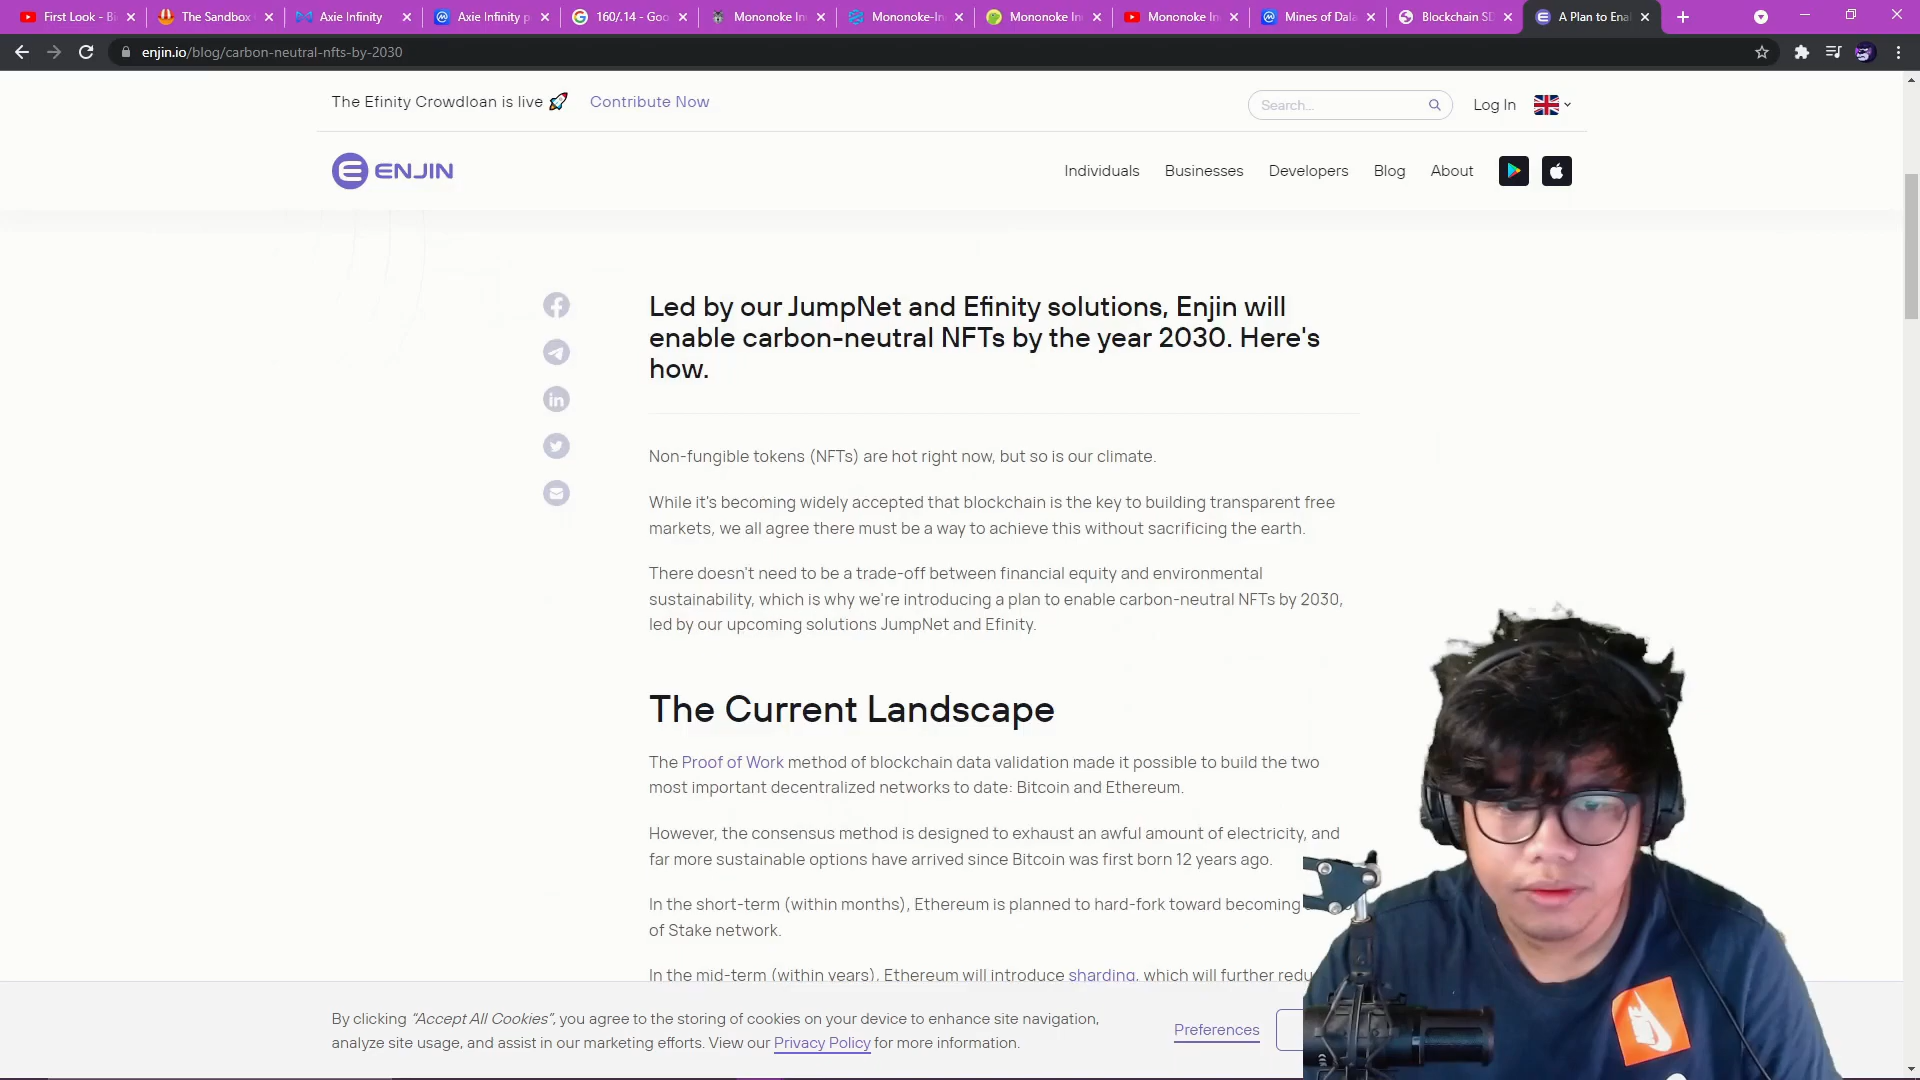 First Look - Bi
The Sandbox
Axie Infinity
Axie Infinity p
160/.14 - Goo
Mononoke In
Mononoke-In
Mononoke In
Mononoke In
Mines of Dala
Blockchain SD
A Plan to Ena
enjin.io/blog/carbon-neutral-nfts-by-2030
The Efinity Crowdloan is live 🚀 Contribute Now
Search...
Log In
ENJIN
Individuals Businesses Developers Blog About
Led by our JumpNet and Efinity solutions, Enjin will
enable carbon-neutral NFTs by the year 2030. Here's
how.
Non-fungible tokens (NFTs) are hot right now, but so is our climate.
While it's becoming widely accepted that blockchain is the key to building transparent free
markets, we all agree there must be a way to achieve this without sacrificing the earth.
There doesn't need to be a trade-off between financial equity and environmental
sustainability, which is why we're introducing a plan to enable carbon-neutral NFTs by 2030,
led by our upcoming solutions JumpNet and Efinity.
The Current Landscape
The Proof of Work method of blockchain data validation made it possible to build the two
most important decentralized networks to date: Bitcoin and Ethereum.
However, the consensus method is designed to exhaust an awful amount of electricity, and
far more sustainable options have arrived since Bitcoin was first born 12 years ago.
In the short-term (within months), Ethereum is planned to hard-fork toward becoming
of Stake network.
In the mid-term (within years), Ethereum will introduce sharding, which will further redu
By clicking “Accept All Cookies”, you agree to the storing of cookies on your device to enhance site navigation,
analyze site usage, and assist in our marketing efforts. View our Privacy Policy for more information.
Preferences